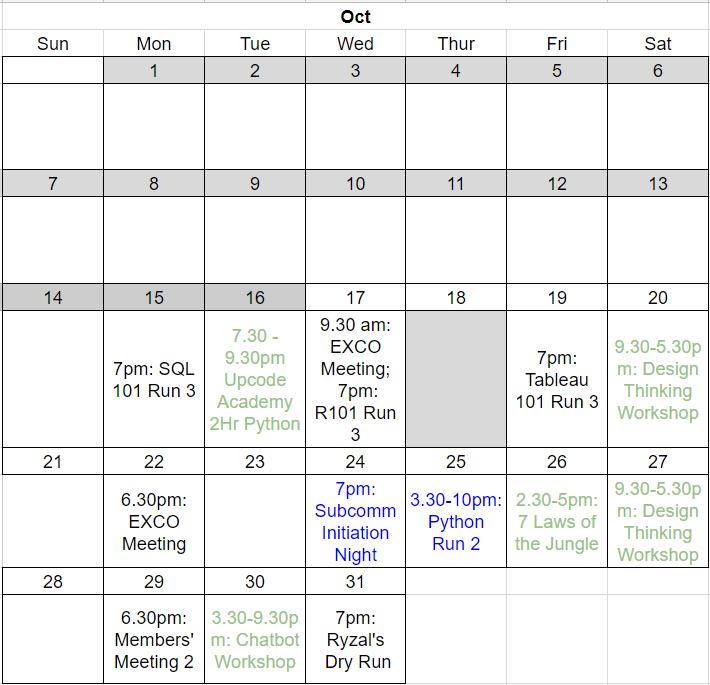 Oct
Sun Mon Tue Wed Thur Fri Sat
1 2 3 4 5 6
7 8 9 10 11 12 13
14 15 16 17 18 19 20
7pm: SQL
101 Run 3
7.30 -
9.30pm
Upcode
Academy
2Hr Python
9.30 am:
EXCO
Meeting;
7pm:
R101 Run
3
7pm:
Tableau
101 Run 3
9.30-5.30p
m: Design
Thinking
Workshop
21 22 23 24 25 26 27
6.30pm:
EXCO
Meeting
7pm:
Subcomm
Initiation
Night
3.30-10pm:
Python
Run 2
2.30-5pm:
7 Laws of
the Jungle
9.30-5.30p
m: Design
Thinking
Workshop
28 29 30 31
6.30pm:
Members'
Meeting 2
3.30-9.30p
m: Chatbot
Workshop
7pm:
Ryzal's
Dry Run